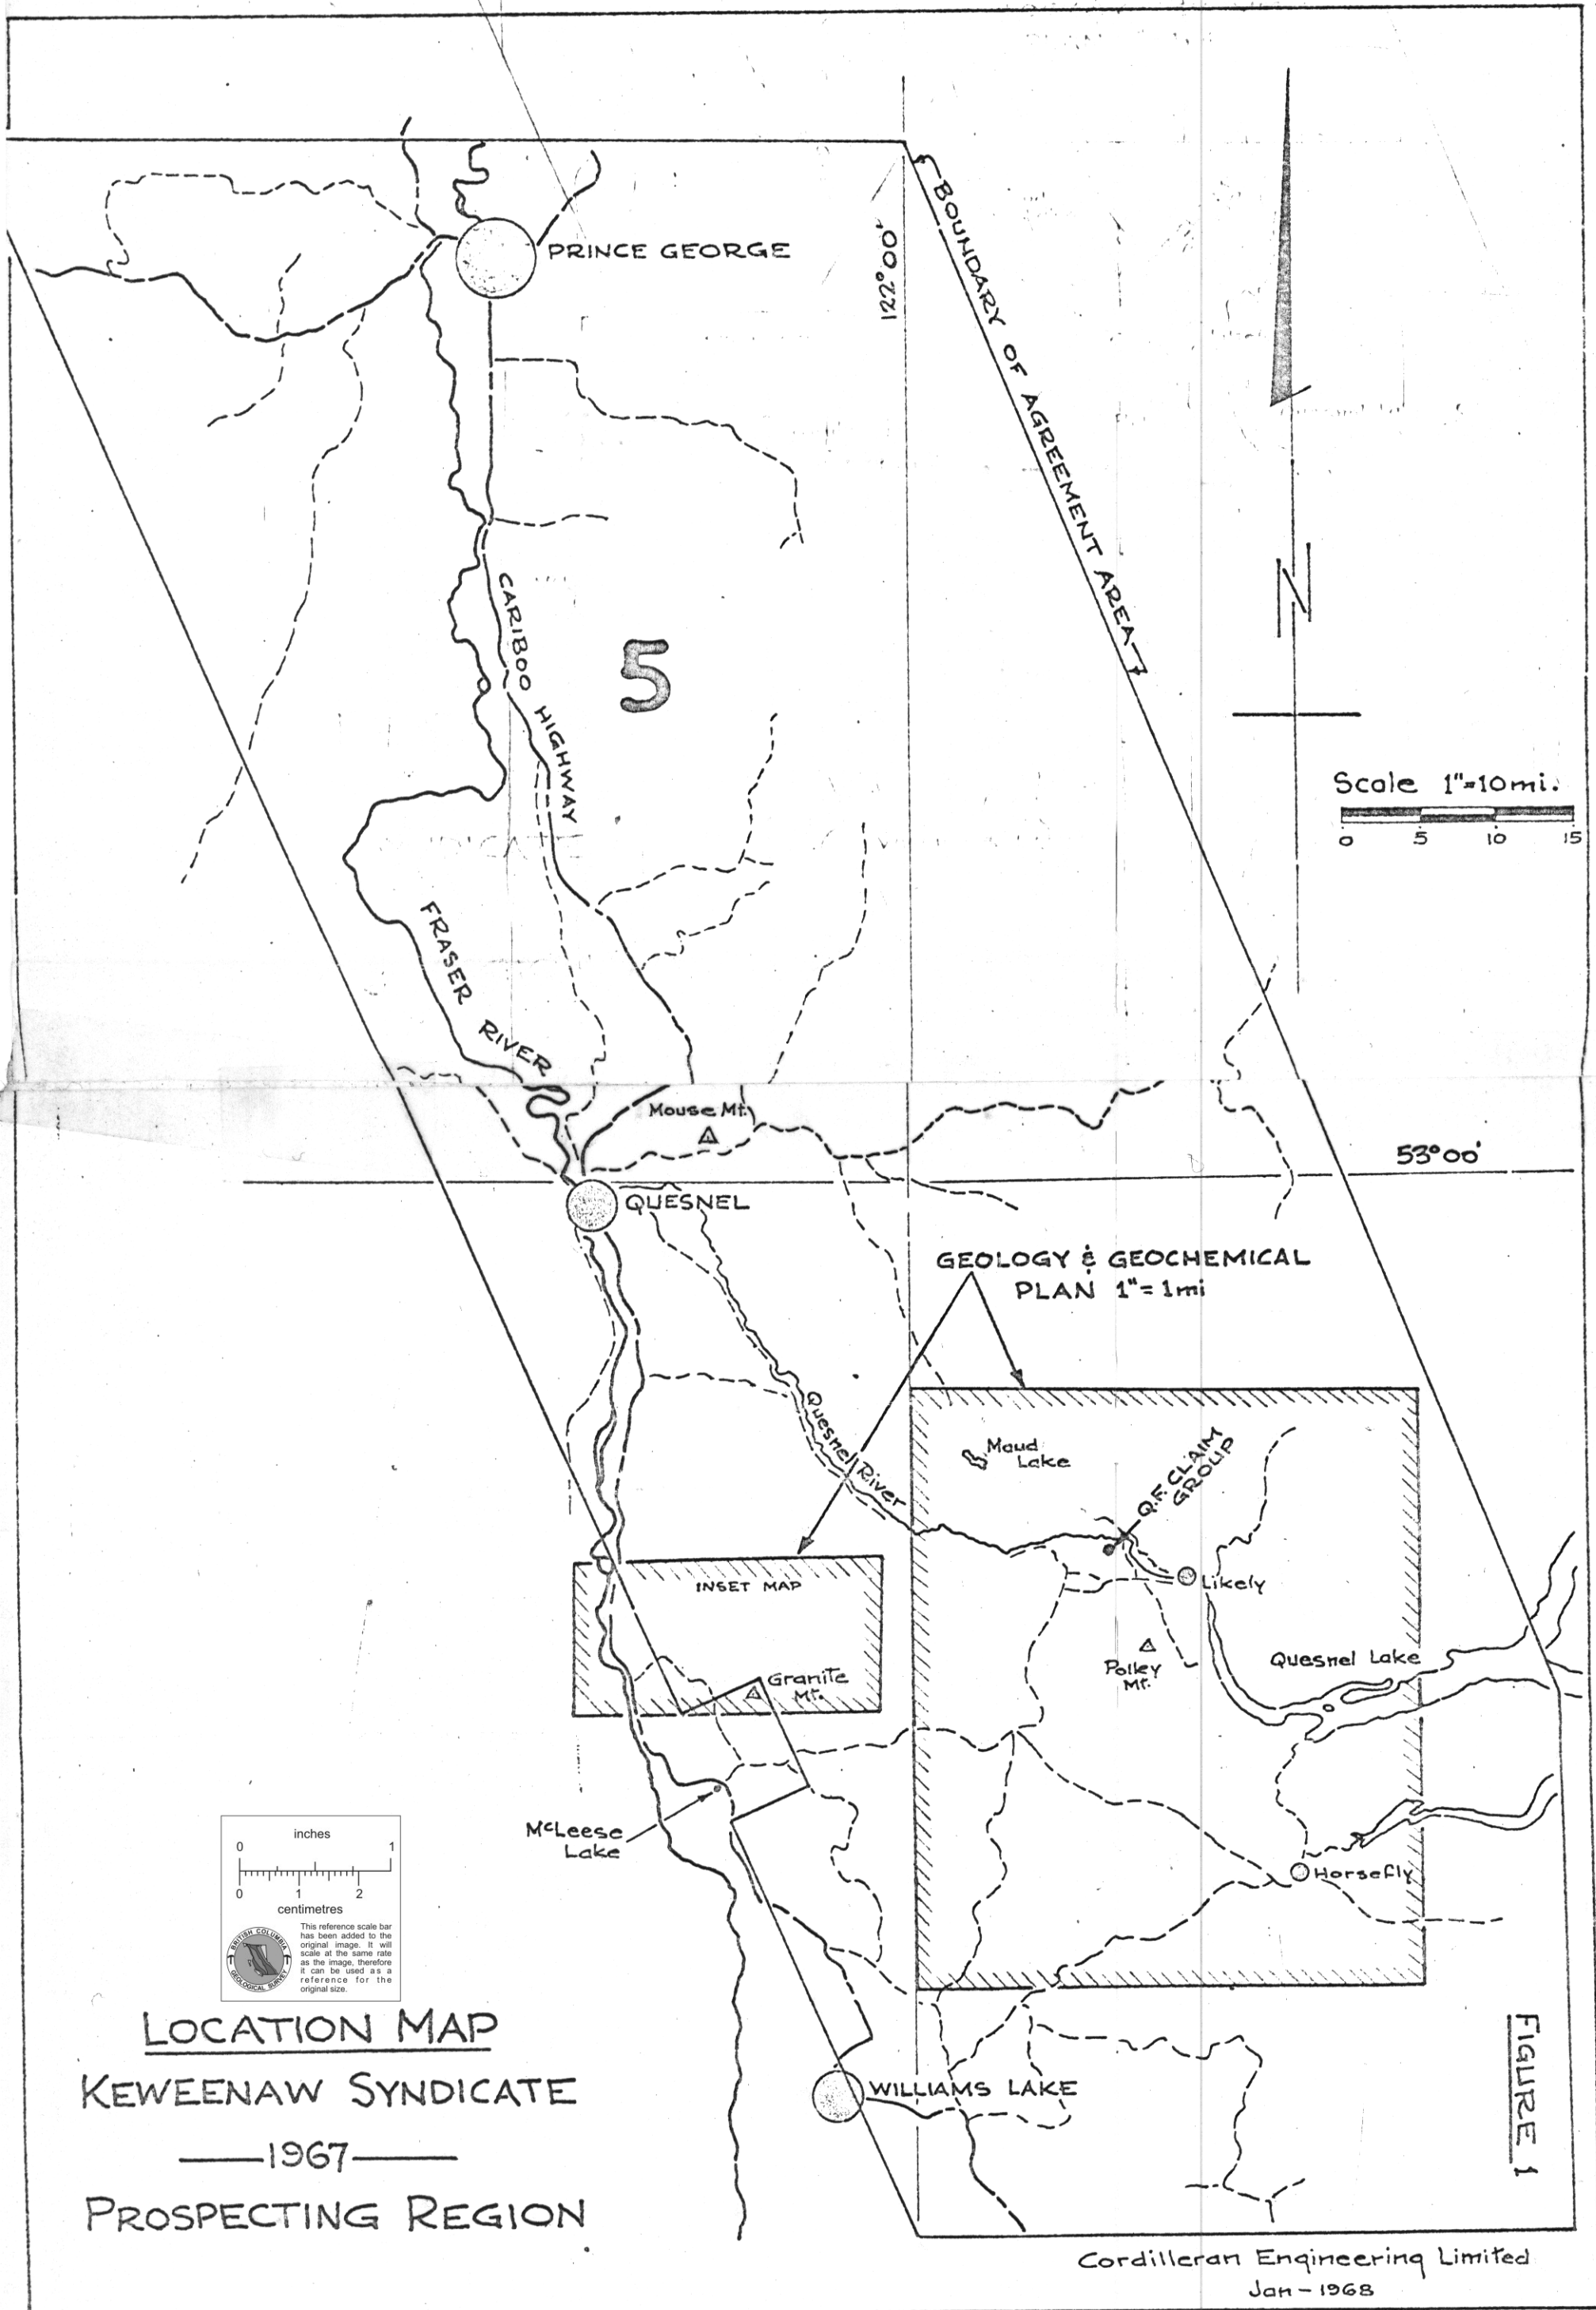 PRINCE GEORGE
122°00'
BOUNDARY OF AGREEMENT AREA
N
CARIBOO HIGHWAY
5
Scale 1"=10mi.
0 5 10 15
FRASER RIVER
Mouse Mt.
53°00'
QUESNEL
GEOLOGY & GEOCHEMICAL
PLAN 1"=1mi
Quesnel River
Maud
Lake
Q.F. CLAIM
GROUP
INSET MAP
Likely
Granite
Mt.
Polley
Mt.
Quesnel Lake
McLeese
Lake
Horsefly
inches
0 1
0 1 2
centimetres
BRITISH COLUMBIA
GEOLOGICAL SURVEY
This reference scale bar
has been added to the
original image. It will
scale at the same rate
as the image, therefore
it can be used as a
reference for the
original size.
LOCATION MAP
KEWEENAW SYNDICATE
—1967—
PROSPECTING REGION
WILLIAMS LAKE
FIGURE 1
Cordilleran Engineering Limited
Jan-1968